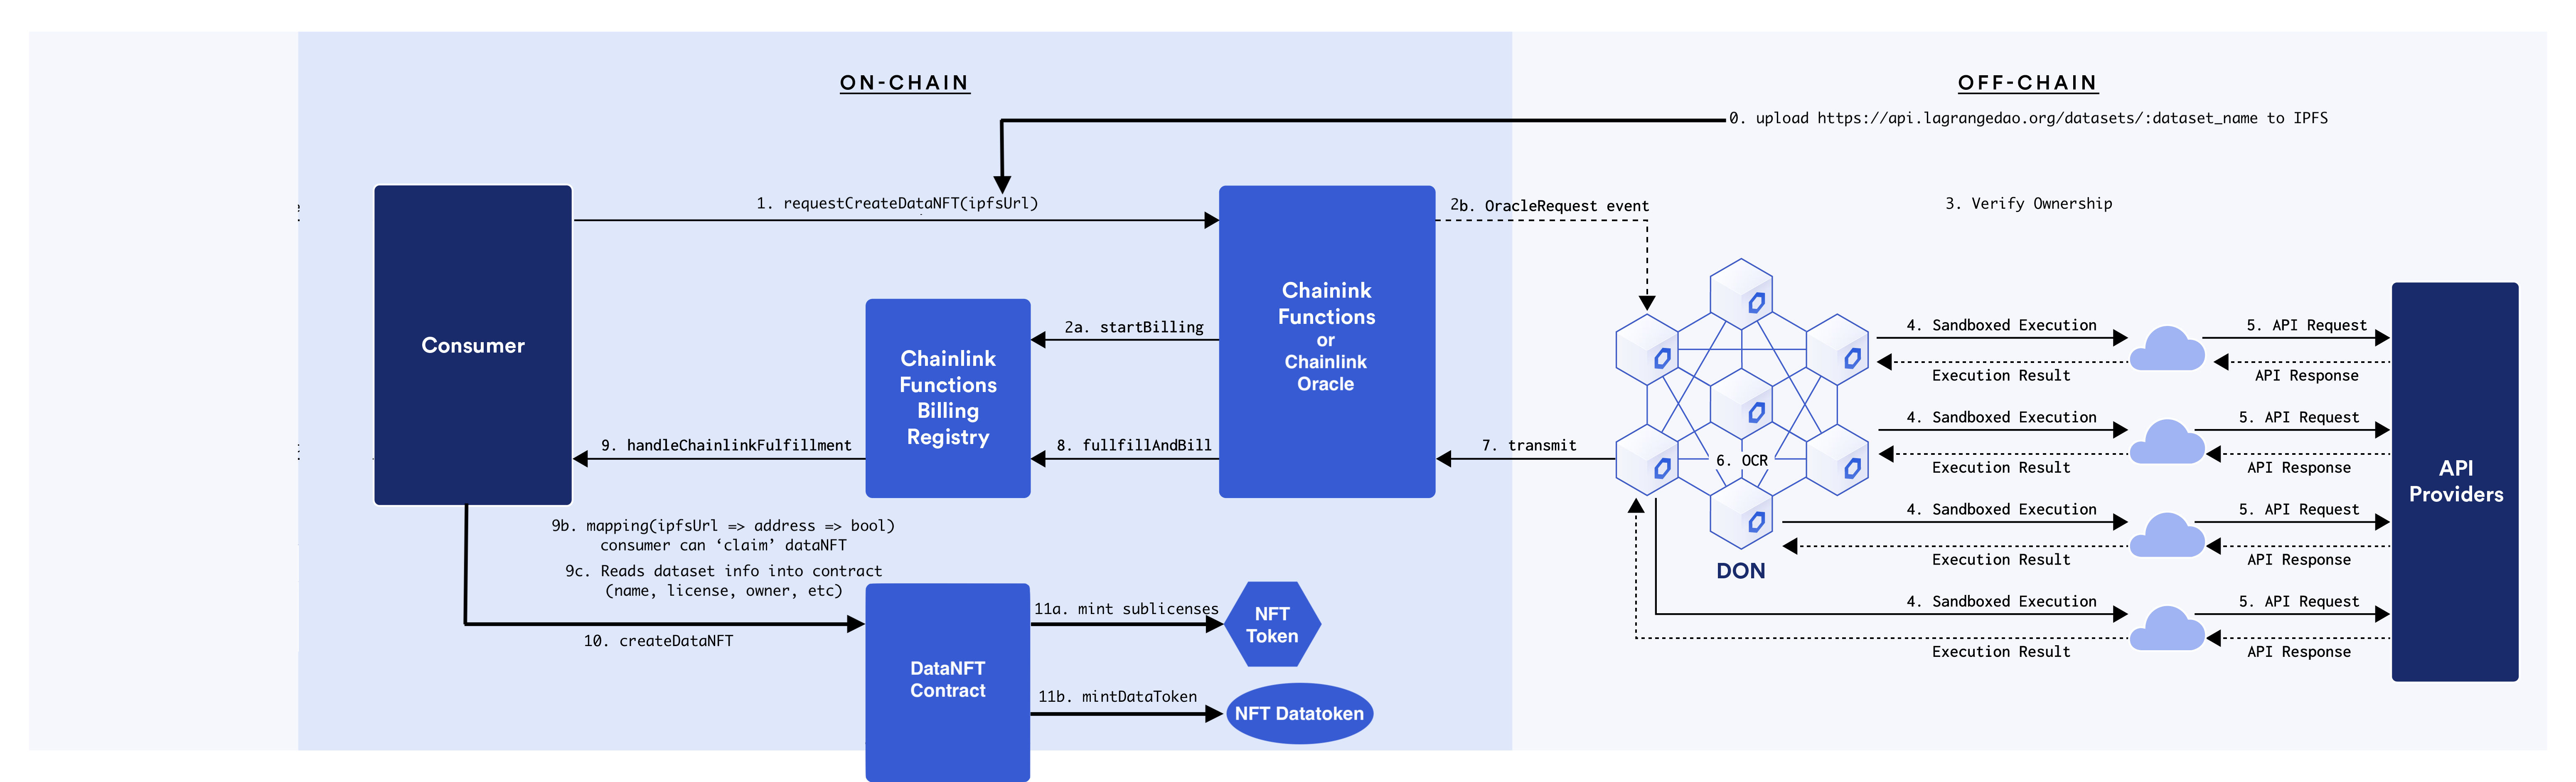 ON-CHAIN
OFF-CHAIN
0. upload https://api.lagrangedao.org/datasets/:dataset_name to IPFS
1. requestCreateDataNFT(ipfsUrl)
2b. OracleRequest event
3. Verify Ownership
Consumer
Chainink
Functions
or
Chainlink
Oracle
2a. startBilling
Chainlink
Functions
Billing
Registry
9. handleChainlinkFulfillment
8. fullfillAndBill
7. transmit
6. OCR
DON
4. Sandboxed Execution
5. API Request
Execution Result
API Response
4. Sandboxed Execution
5. API Request
Execution Result
API Response
4. Sandboxed Execution
5. API Request
Execution Result
API Response
4. Sandboxed Execution
5. API Request
Execution Result
API Response
API
Providers
9b. mapping(ipfsUrl => address => bool)
consumer can ‘claim’ dataNFT
9c. Reads dataset info into contract
(name, license, owner, etc)
10. createDataNFT
DataNFT
Contract
11a. mint sublicenses
NFT
Token
11b. mintDataToken
NFT Datatoken